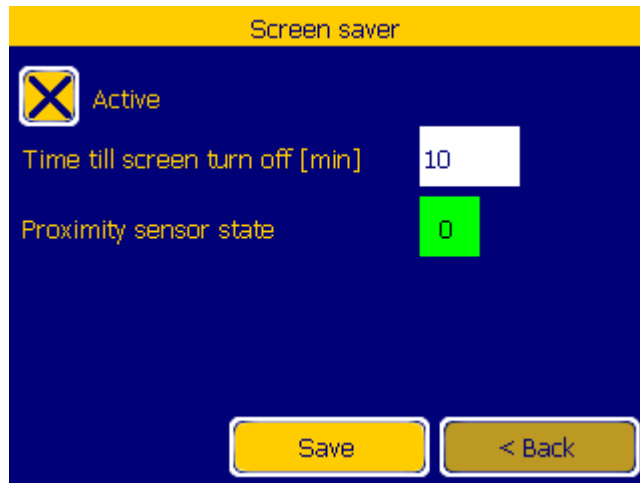 Screen saver
Active
Time till screen turn off [min] 10
Proximity sensor state 0
Save < Back